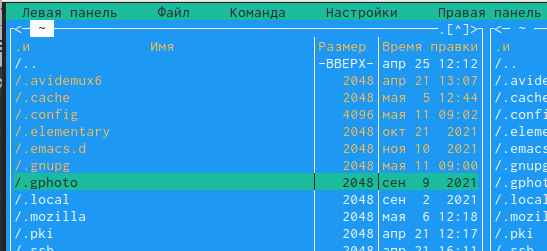 Левая панель Файл Команда Настройки Правая панель
<- ~ .[^]> <- ~
.и Имя Размер Время правки .и
/.. -ВВЕРХ- апр 25 12:12 /..
/.avidemux6 2048 апр 21 13:07 /.avide
/.cache 2048 мая 5 12:44 /.cache
/.config 4096 мая 11 09:02 /.confi
/.elementary 2048 окт 21 2021 /.eleme
/.emacs.d 2048 ноя 10 2021 /.emacs
/.gnupg 2048 мая 11 09:00 /.gnupg
/.gphoto 2048 сен 9 2021 /.gphot
/.local 2048 сен 2 2021 /.local
/.mozilla 2048 мая 6 12:18 /.mozil
/.pki 2048 апр 21 12:17 /.pki
/.ssh 2048 апр 21 16:11 /.ssh